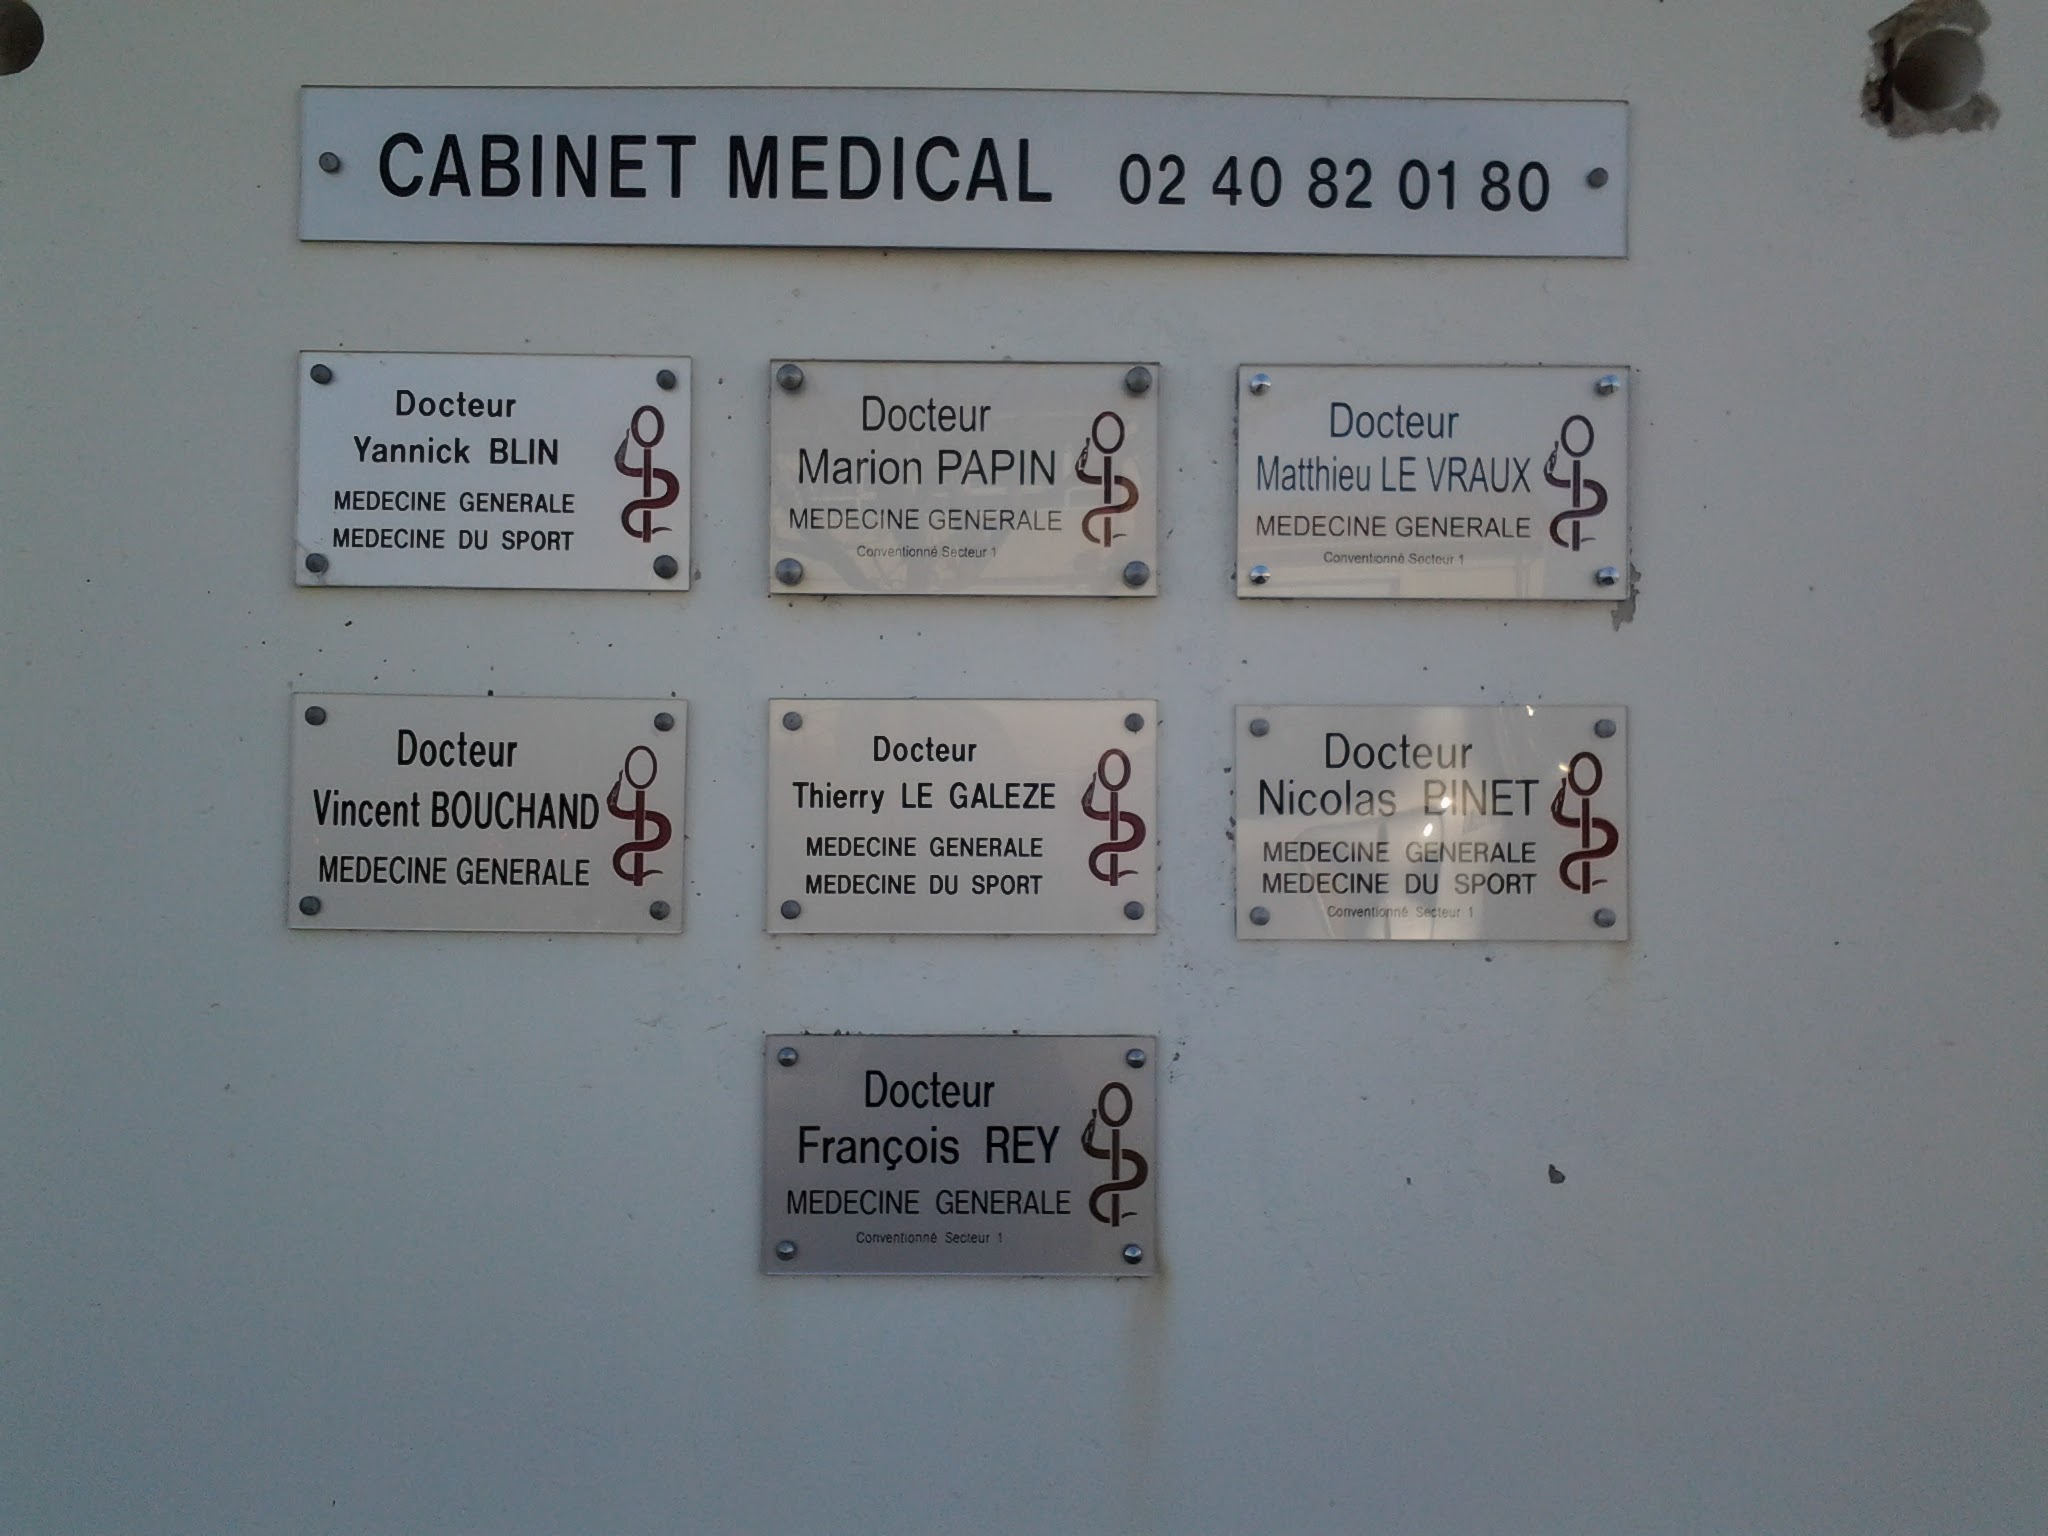 CABINET MEDICAL 02 40 82 01 80
Docteur
Yannick BLIN
MEDECINE GENERALE
MEDECINE DU SPORT
Docteur
Marion PAPIN
MEDECINE GENERALE
Conventionné Secteur 1
Docteur
Matthieu LE VRAUX
MEDECINE GENERALE
Conventionné Secteur 1
Docteur
Vincent BOUCHAND
MEDECINE GENERALE
Docteur
Thierry LE GALEZE
MEDECINE GENERALE
MEDECINE DU SPORT
Docteur
Nicolas BINET
MEDECINE GENERALE
MEDECINE DU SPORT
Conventionné Secteur 1
Docteur
François REY
MEDECINE GENERALE
Conventionné Secteur 1